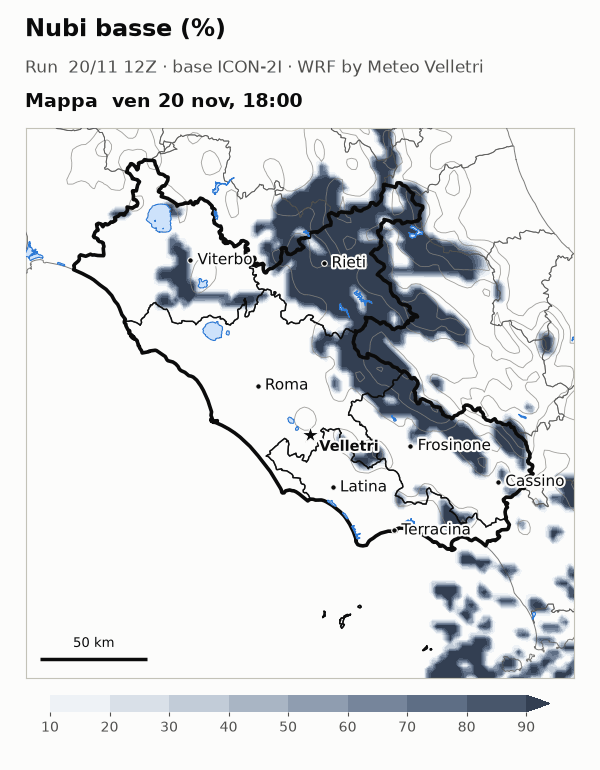 Nubi basse (%)
Run  20/11 12Z · base ICON-2I · WRF by Meteo Velletri
Mappa  ven 20 nov, 18:00
Viterbo
Rieti
Roma
Velletri
Frosinone
Latina
Cassino
Terracina
50 km
10 20 30 40 50 60 70 80 90